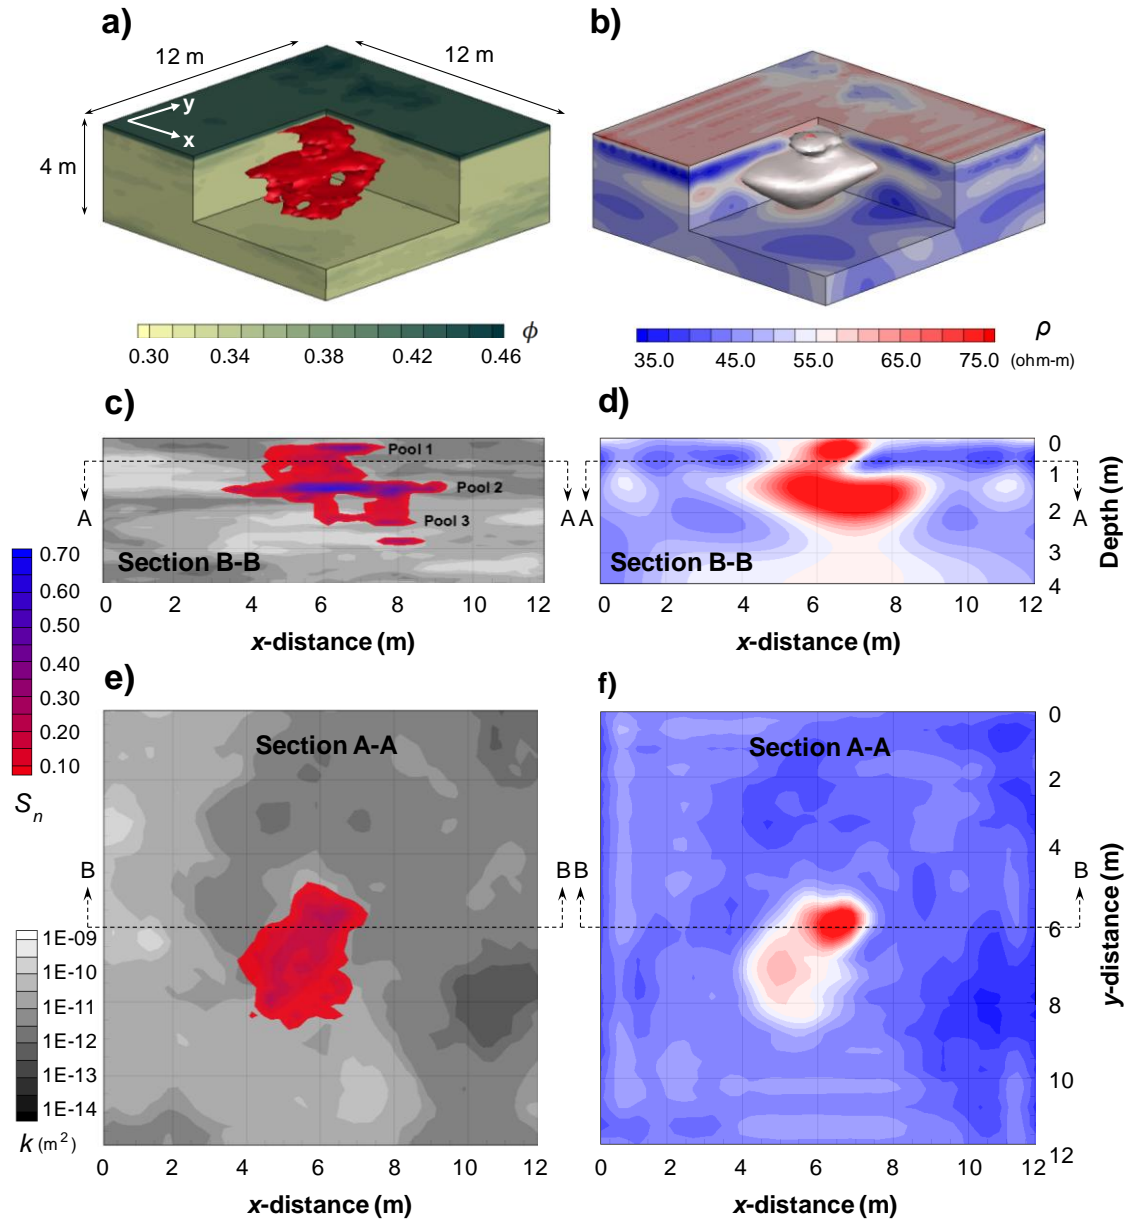 a)
12 m
12 m
y
x
4 m
0.30 0.34 0.38 0.42 0.46
ϕ
b)
35.0 45.0 55.0 65.0 75.0
ρ
(ohm-m)
c)
Pool 1
Pool 2
Pool 3
A A
Section B-B
0 2 4 6 8 10 12
x-distance (m)
d)
A A
Section B-B
0
1
2
3
4
Depth (m)
0 2 4 6 8 10 12
x-distance (m)
0.70
0.60
0.50
0.40
0.30
0.20
0.10
Sn
e)
Section A-A
B B
0 2 4 6 8 10 12
x-distance (m)
1E-09
1E-10
1E-11
1E-12
1E-13
1E-14
k (m²)
f)
Section A-A
B B
0
2
4
6
8
10
12
y-distance (m)
0 2 4 6 8 10 12
x-distance (m)